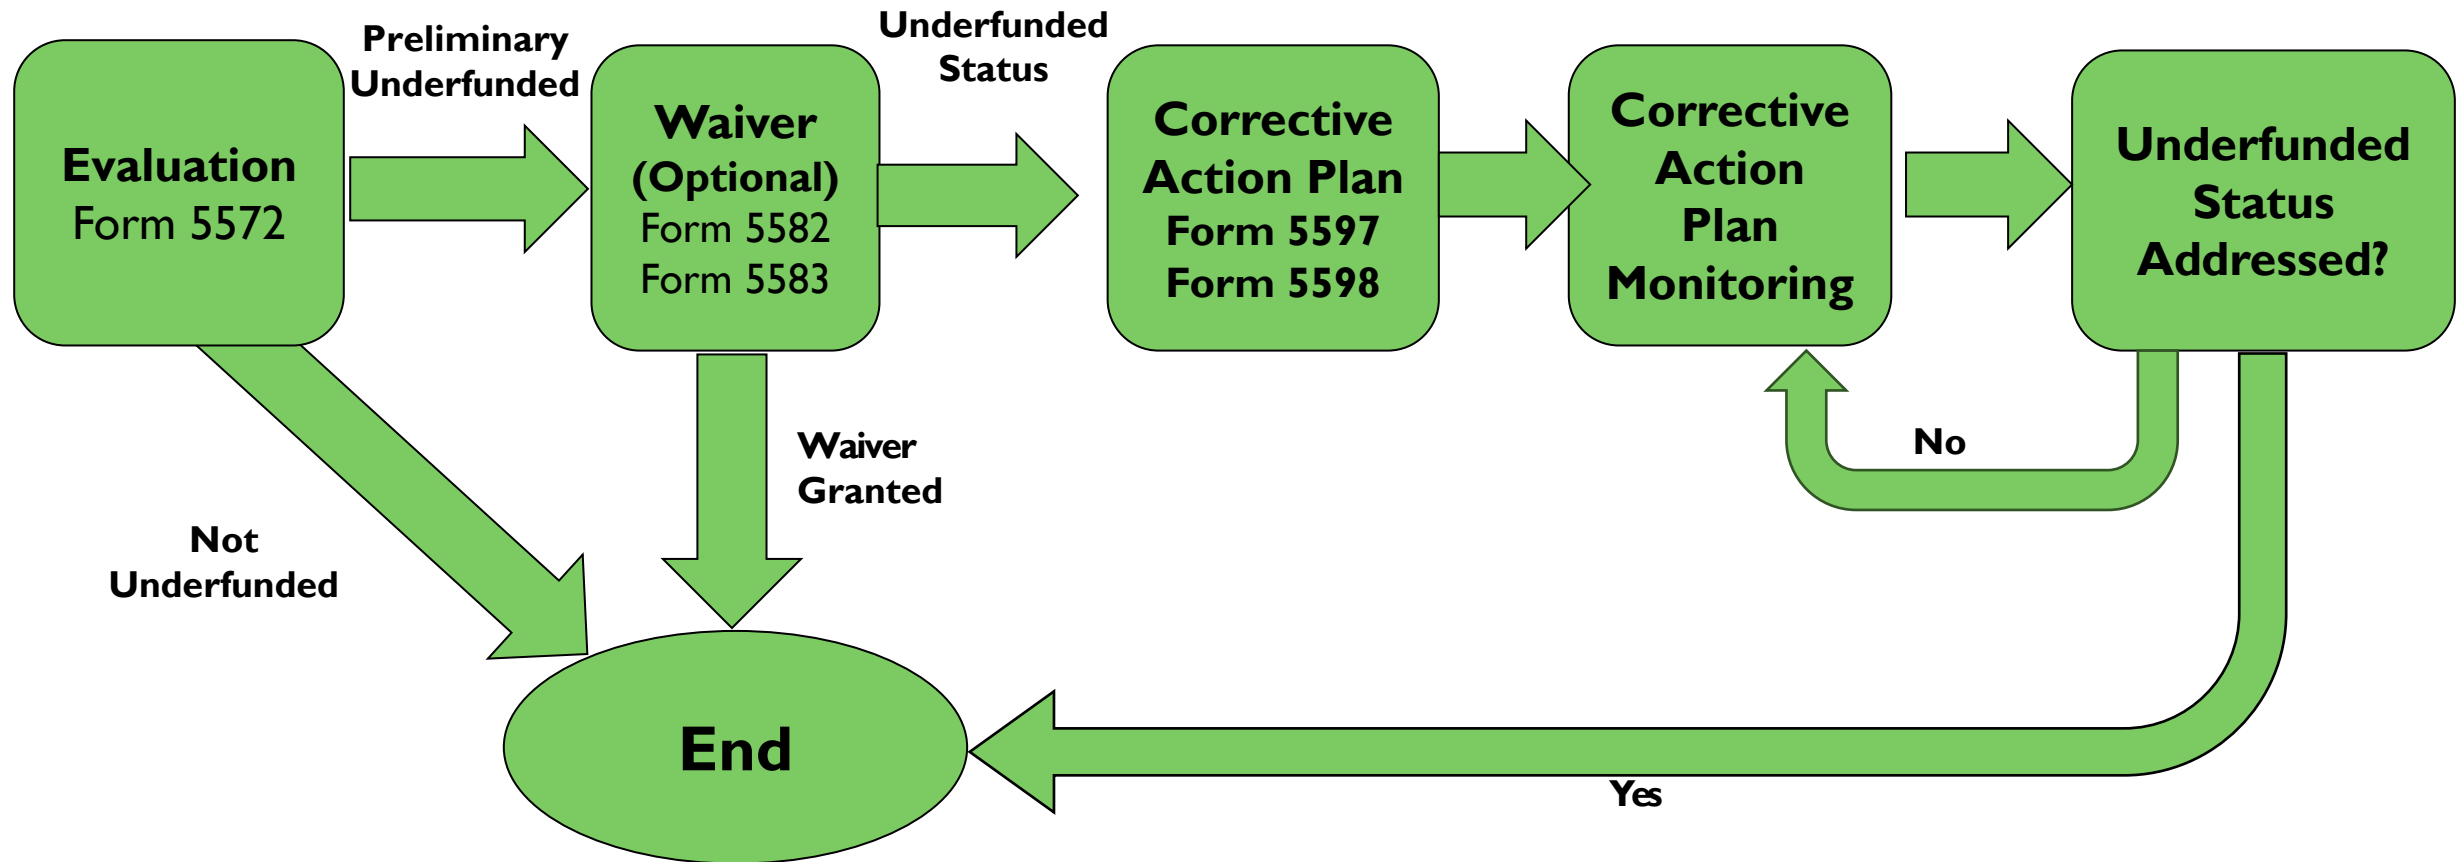 Evaluation
Form 5572
Preliminary
Underfunded
Waiver
(Optional)
Form 5582
Form 5583
Underfunded
Status
Corrective
Action Plan
Form 5597
Form 5598
Corrective
Action
Plan
Monitoring
Underfunded
Status
Addressed?
Not
Underfunded
Waiver
Granted
No
End
Yes